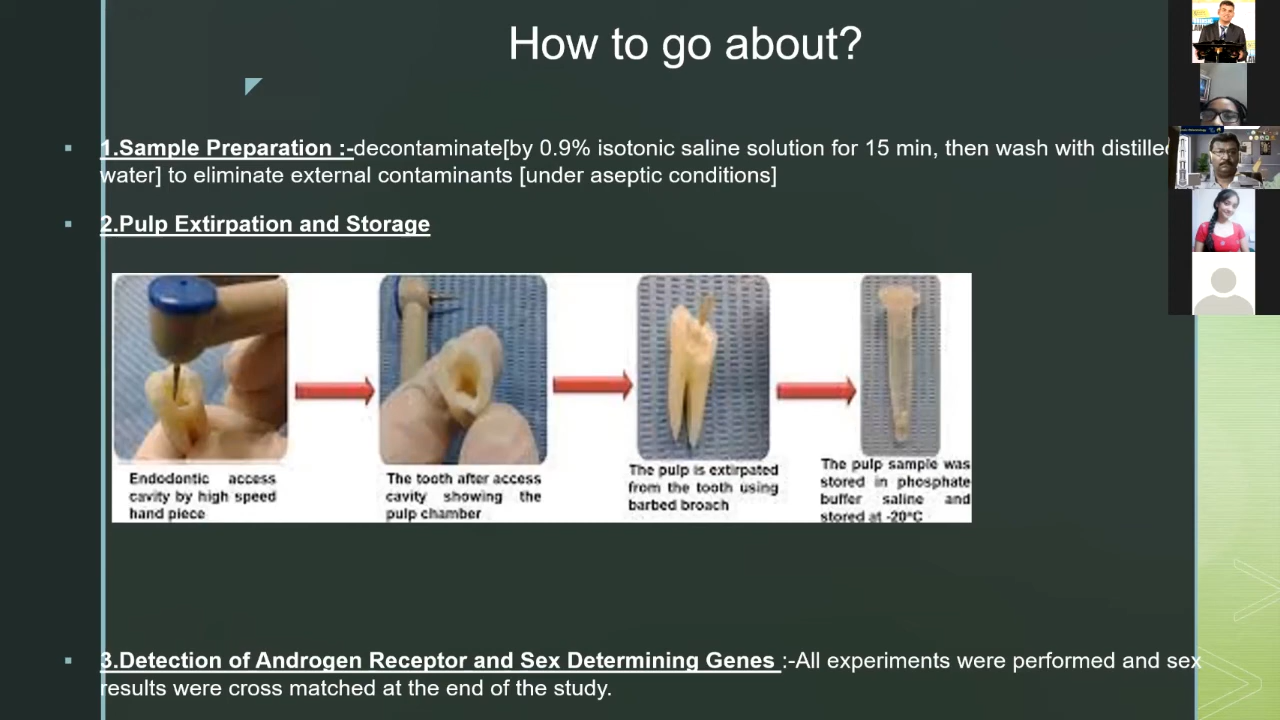 How to go about?
1.Sample Preparation :-decontaminate[by 0.9% isotonic saline solution for 15 min, then wash with distilled
water] to eliminate external contaminants [under aseptic conditions]
2.Pulp Extirpation and Storage
Endodontic access
cavity by high speed
hand piece
The tooth after access
cavity showing the
pulp chamber
The pulp is extirpated
from the tooth using
barbed broach
The pulp sample was
stored in phosphate
buffer saline and
stored at -20°C
3.Detection of Androgen Receptor and Sex Determining Genes :-All experiments were performed and sex
results were cross matched at the end of the study.